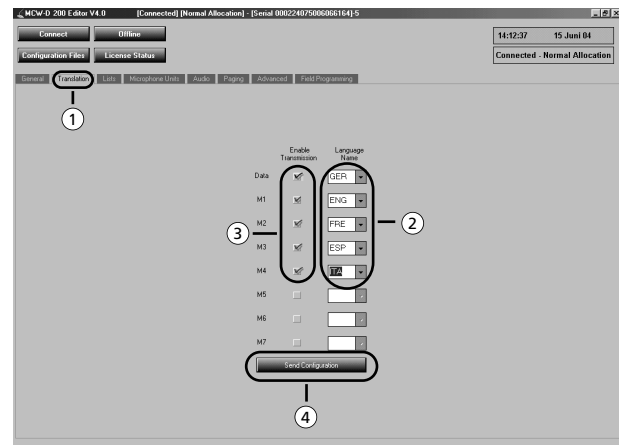 MCW-D 200 Editor V4.0 [Connected] [Normal Allocation] - [Serial 000224075006066164]-S
Connect Offline 14:12:37 15 Juni 04
Configuration Files License Status Connected - Normal Allocation
General Translation Lists Microphone Units Audio Paging Advanced Field Programming
1
Enable Language
Transmission Name
Data GER
M1 ENG
2
M2 FRE
3
M3 ESP
M4 ITA
M5
M6
M7
Send Configuration
4